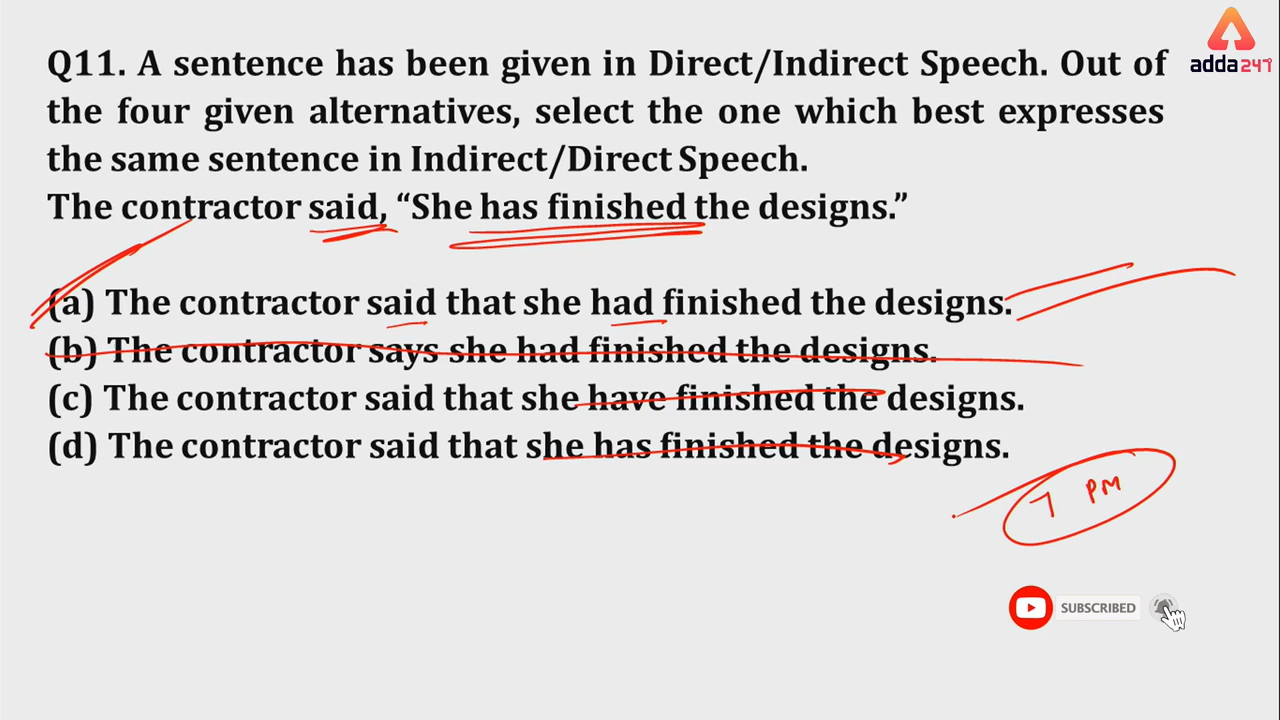 Q11. A sentence has been given in Direct/Indirect Speech. Out of
the four given alternatives, select the one which best expresses
the same sentence in Indirect/Direct Speech.
The contractor said, “She has finished the designs.”
(a) The contractor said that she had finished the designs.
(b) The contractor says she had finished the designs.
(c) The contractor said that she have finished the designs.
(d) The contractor said that she has finished the designs.
7 PM
SUBSCRIBED
adda247